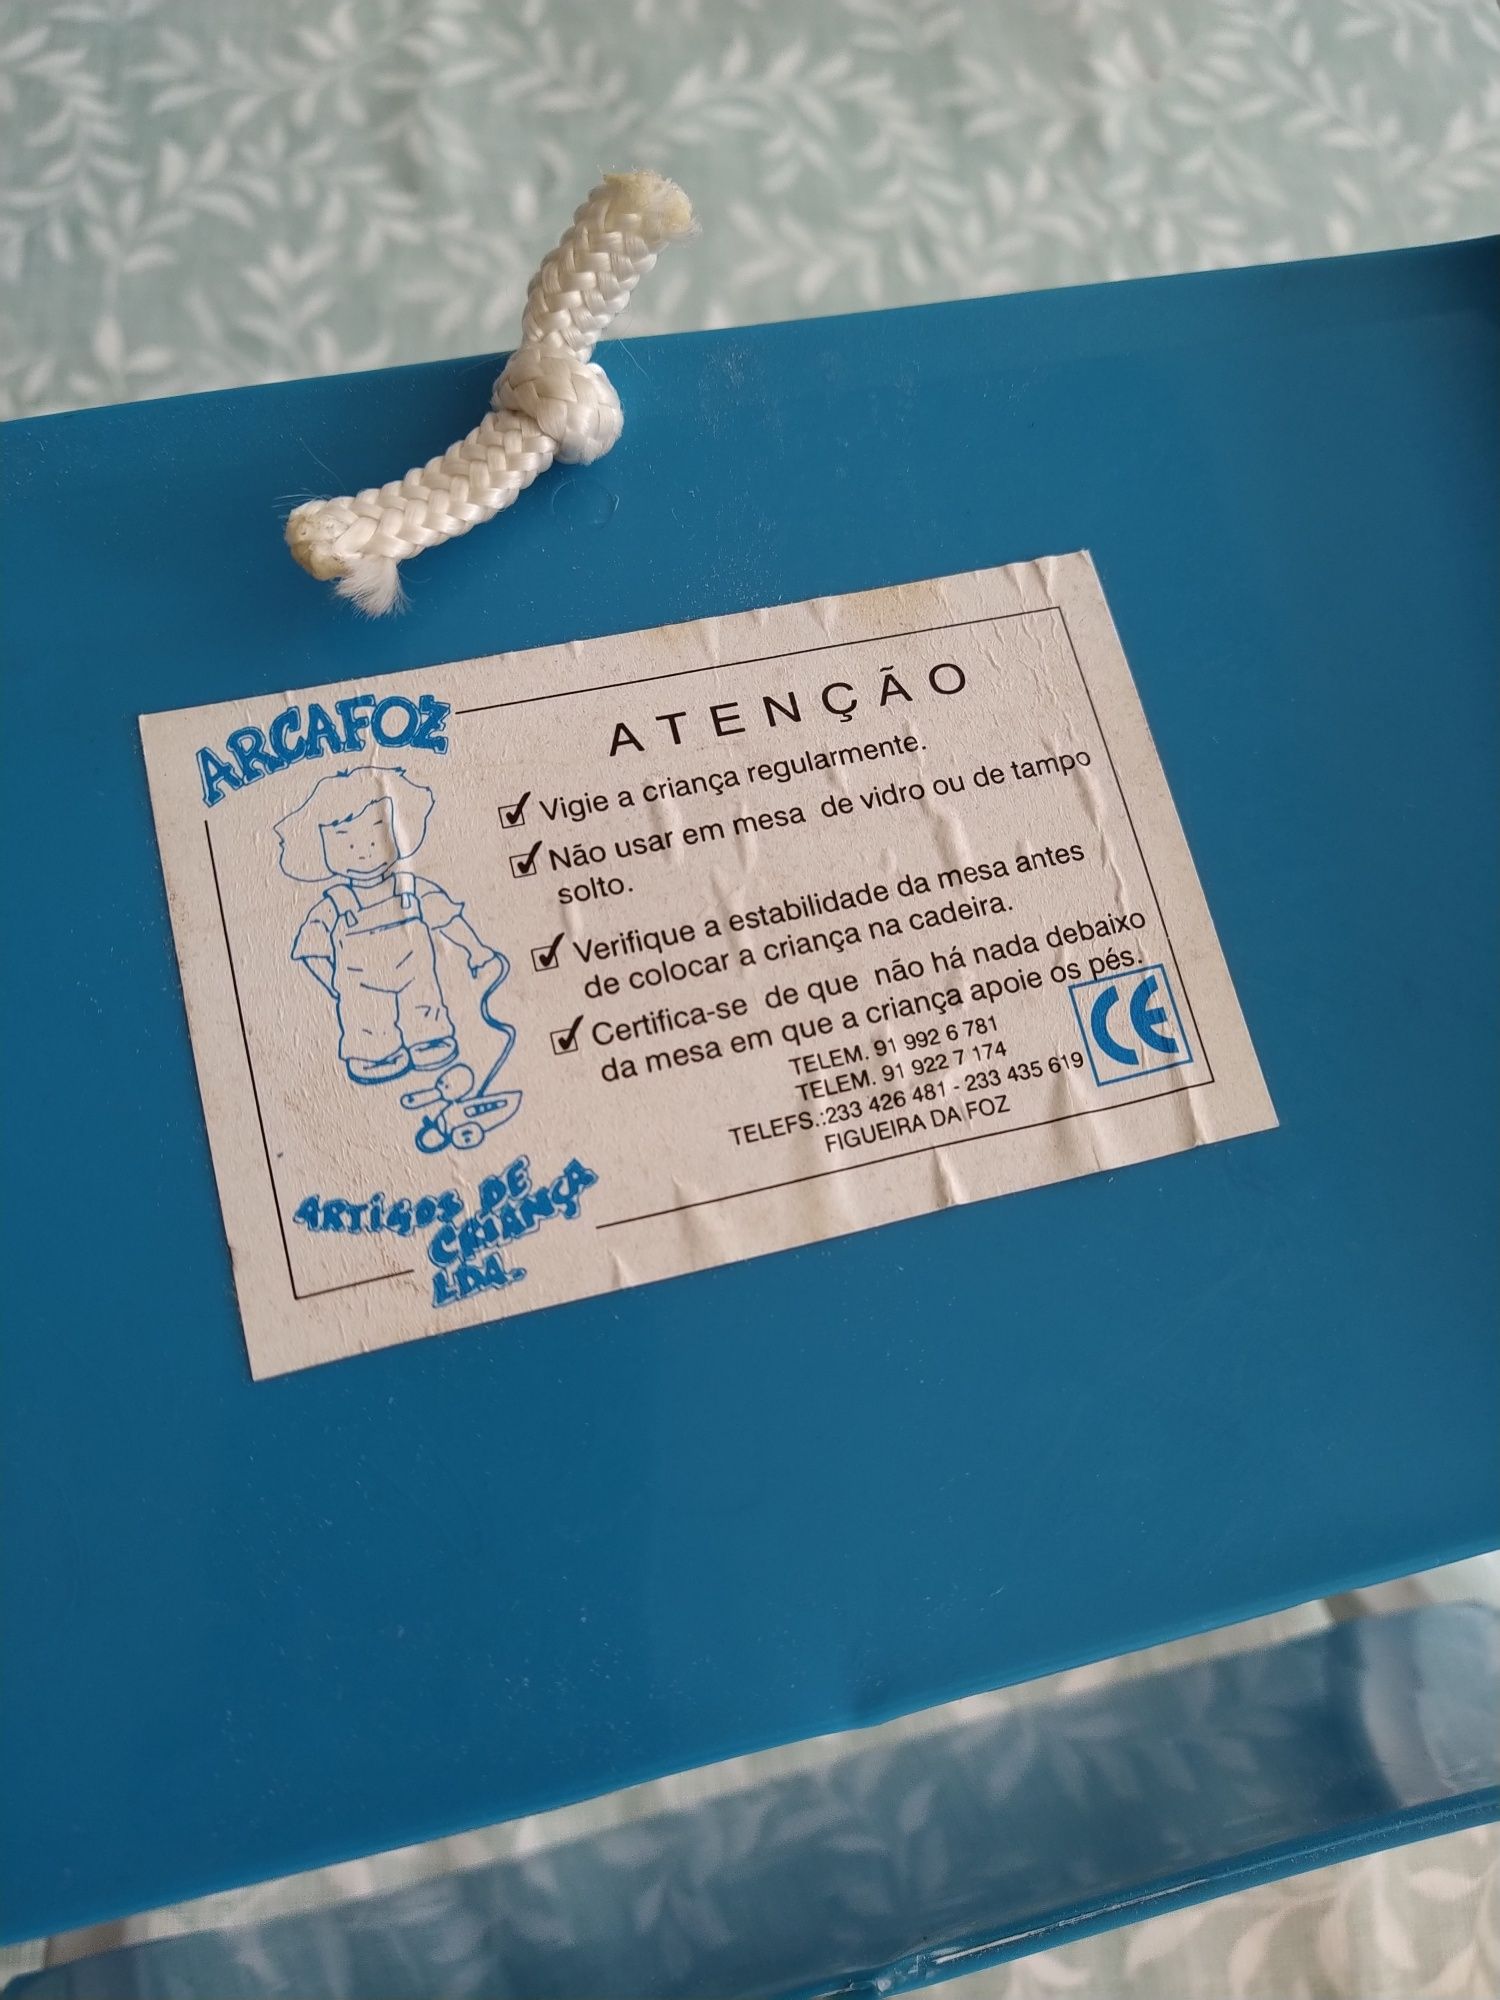 ARCAFOZ
ATENÇÃO
Vigie a criança regularmente.
Não usar em mesa de vidro ou de tampo
solto.
Verifique a estabilidade da mesa antes
de colocar a criança na cadeira.
Certifica-se de que não há nada debaixo
da mesa em que a criança apoie os pés.
TELEM. 91 992 6 781
TELEM. 91 922 7 174
TELEFS.:233 426 481 - 233 435 619
FIGUEIRA DA FOZ
CE
ARTIGOS DE
CRIANÇA
LDA.